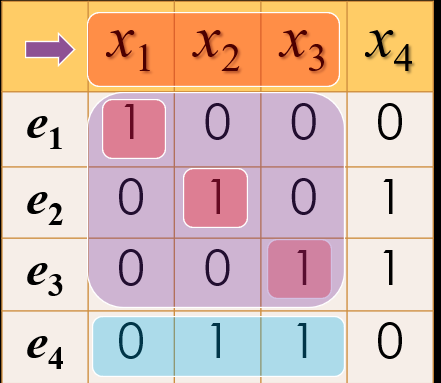 x₁ x₂ x₃ x₄
e₁ 1 0 0 0
e₂ 0 1 0 1
e₃ 0 0 1 1
e₄ 0 1 1 0